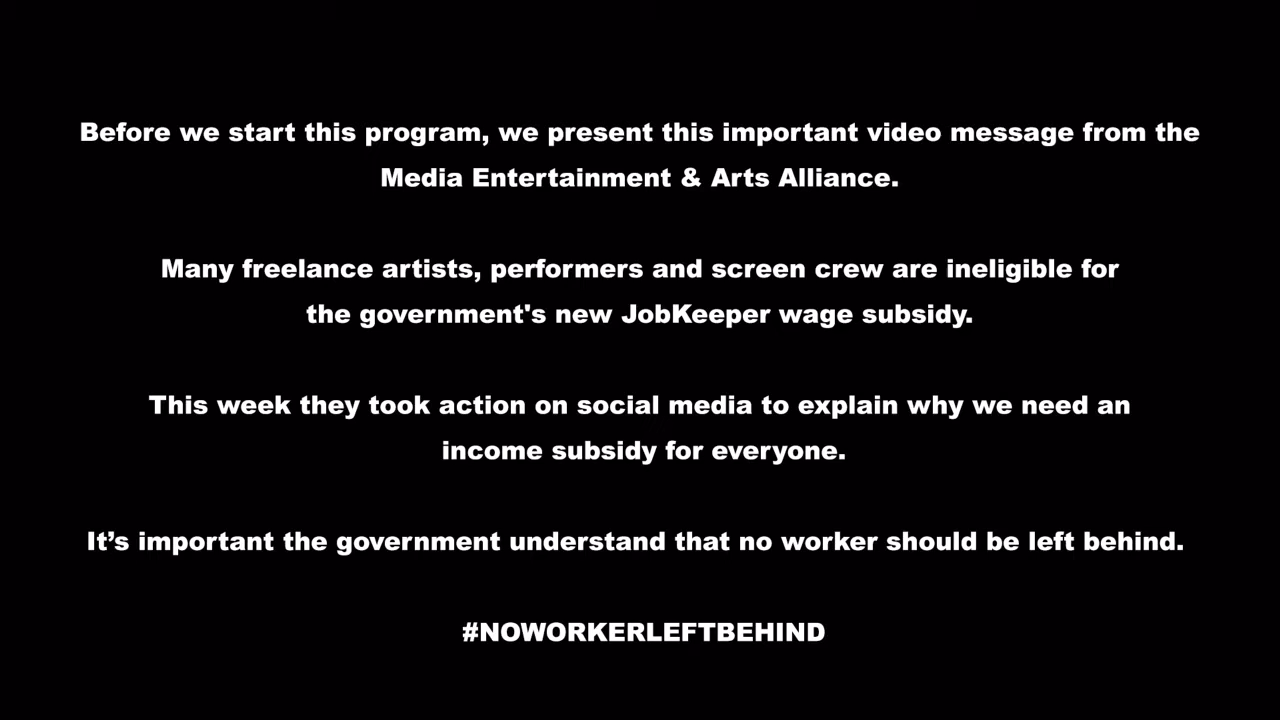 Before we start this program, we present this important video message from the
Media Entertainment & Arts Alliance.
Many freelance artists, performers and screen crew are ineligible for
the government's new JobKeeper wage subsidy.
This week they took action on social media to explain why we need an
income subsidy for everyone.
It’s important the government understand that no worker should be left behind.
#NOWORKERLEFTBEHIND